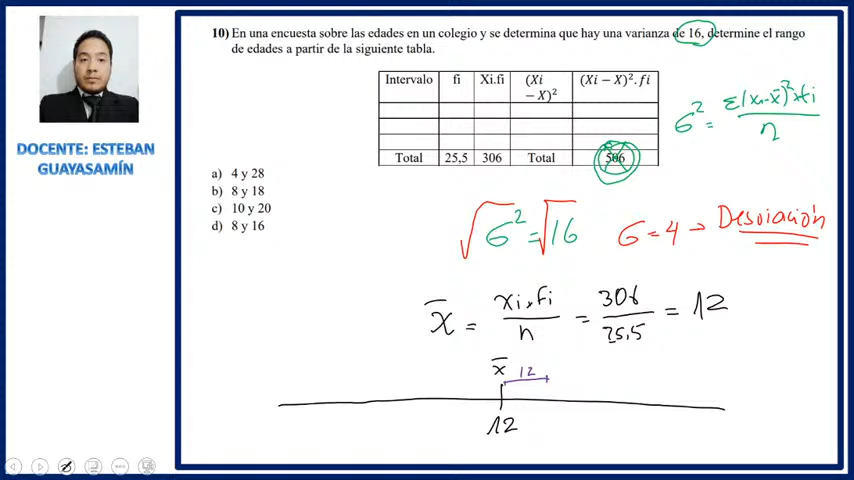 10) En una encuesta sobre las edades en un colegio y se determina que hay una varianza de 16, determine el rango
de edades a partir de la siguiente tabla.
Intervalo fi Xi.fi (Xi − X)² (Xi − X)². fi
Total 25,5 306 Total 506
DOCENTE: ESTEBAN
GUAYASAMÍN
a) 4 y 28
b) 8 y 18
c) 10 y 20
d) 8 y 16
σ² = Σ(xi-x̄)²*fi / n
√σ² = √16 σ = 4 → Desviación
x̄ = xi.fi / n = 306 / 25,5 = 12
x̄ 12
12